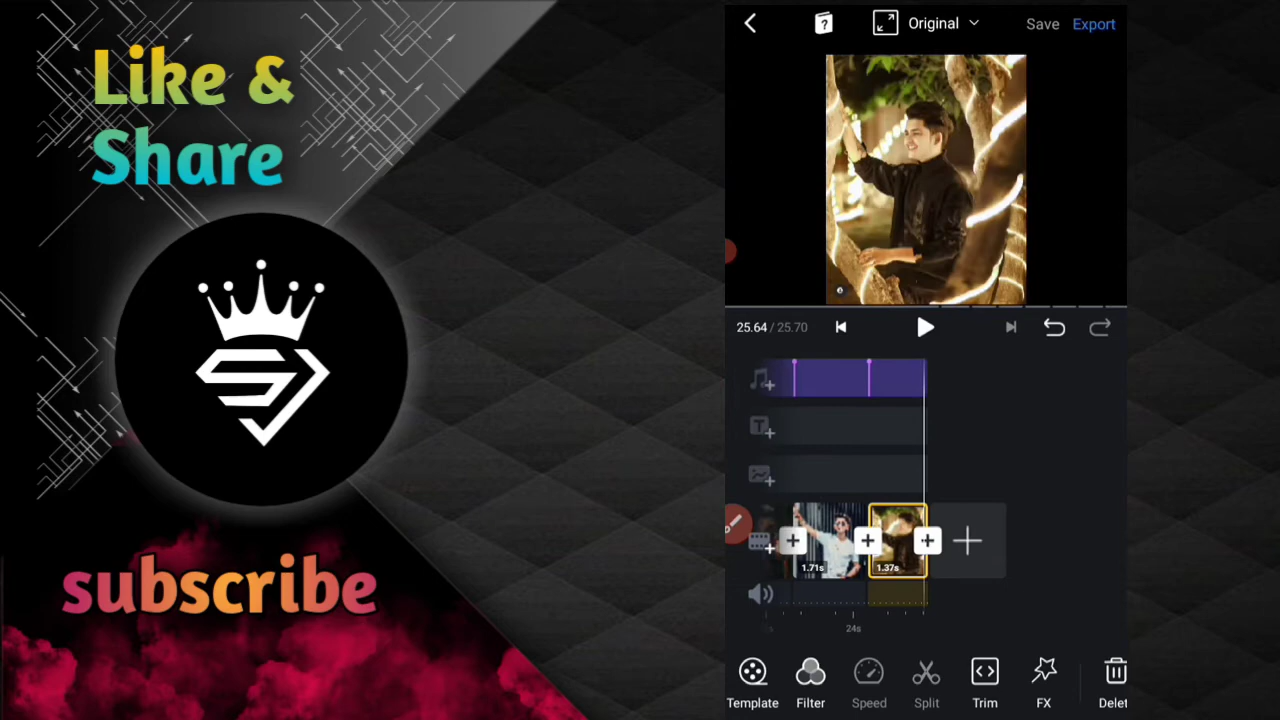 Like &
Share
subscribe
Original
Save
Export
25.64 / 25.70
1.71s
1.37s
24s
Template
Filter
Speed
Split
Trim
FX
Delet